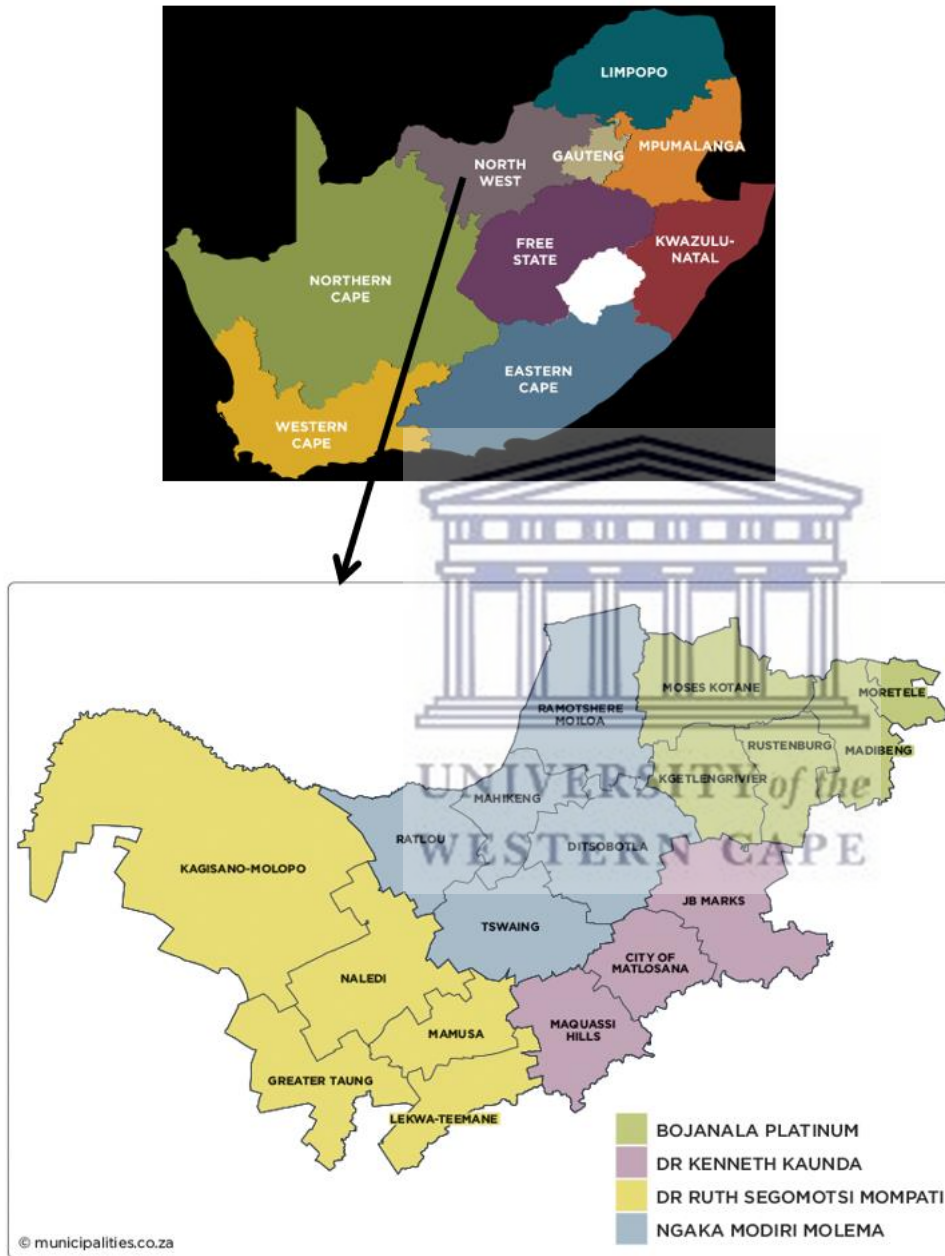 LIMPOPO
MPUMALANGA
GAUTENG
NORTH
WEST
FREE
STATE
KWAZULU-
NATAL
NORTHERN
CAPE
EASTERN
CAPE
WESTERN
CAPE
MOSES KOTANE
MORETELE
RAMOTSHERE
MOILOA
RUSTENBURG
MADIBENG
KGETLENGRIVIER
UNIVERSITY of the
WESTERN CAPE
MAHIKENG
RATLOU
DITSOBOTLA
KAGISANO-MOLOPO
JB MARKS
TSWAING
CITY OF
MATLOSANA
NALEDI
MAMUSA
MAQUASSI
HILLS
GREATER TAUNG
LEKWA-TEEMANE
BOJANALA PLATINUM
DR KENNETH KAUNDA
DR RUTH SEGOMOTSI MOMPATI
NGAKA MODIRI MOLEMA
© municipalities.co.za